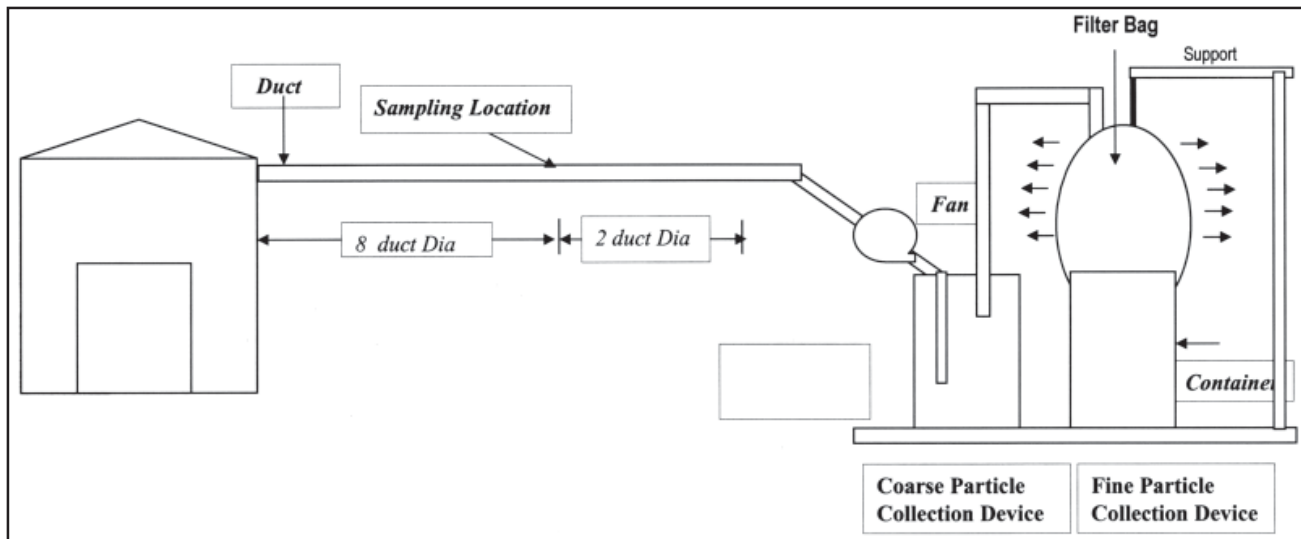 Filter Bag
Support
Duct
Sampling Location
Fan
8 duct Dia
2 duct Dia
Container
Coarse Particle
Collection Device
Fine Particle
Collection Device